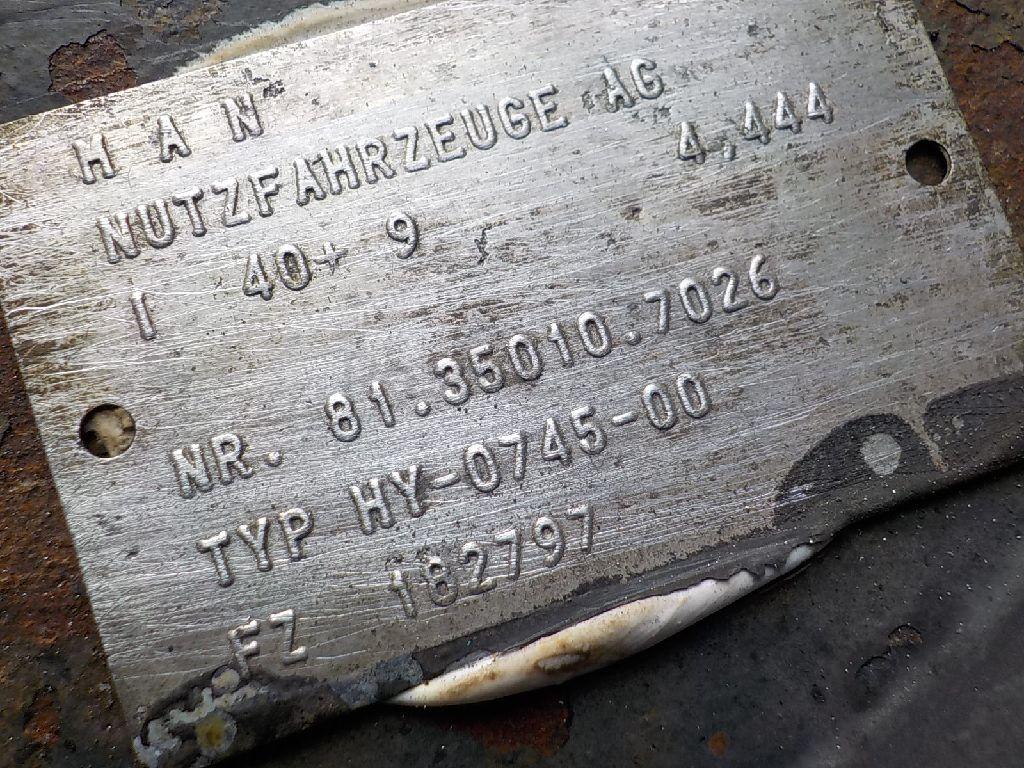 M A N
NUTZFAHRZEUGE AG
I 40+ 9 4.444
NR. 81.35010.7026
TYP HY-0745-00
FZ 182797